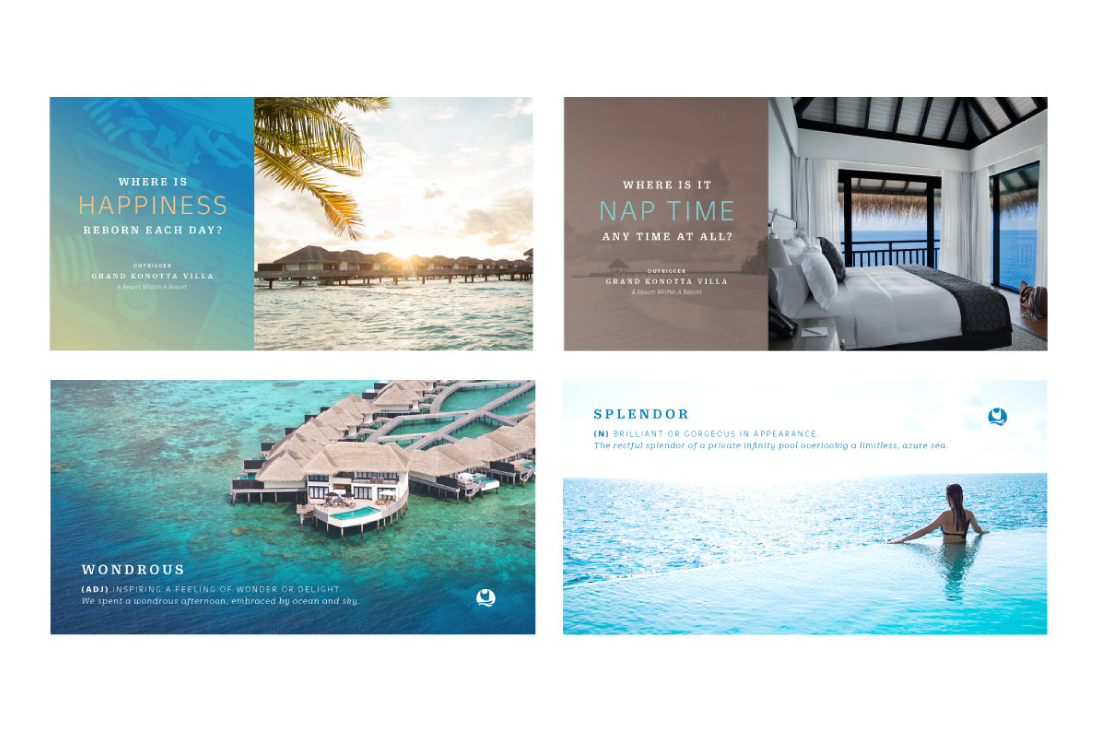 WHERE IS
HAPPINESS
REBORN EACH DAY?
OUTRIGGER
GRAND KONOTTA VILLA
A Resort Within A Resort
WHERE IS IT
NAP TIME
ANY TIME AT ALL?
OUTRIGGER
GRAND KONOTTA VILLA
A Resort Within A Resort
WONDROUS
(ADJ) INSPIRING A FEELING OF WONDER OR DELIGHT.
We spent a wondrous afternoon, embraced by ocean and sky.
SPLENDOR
(N) BRILLIANT OR GORGEOUS IN APPEARANCE.
The restful splendor of a private infinity pool overlookig a limitless, azure sea.